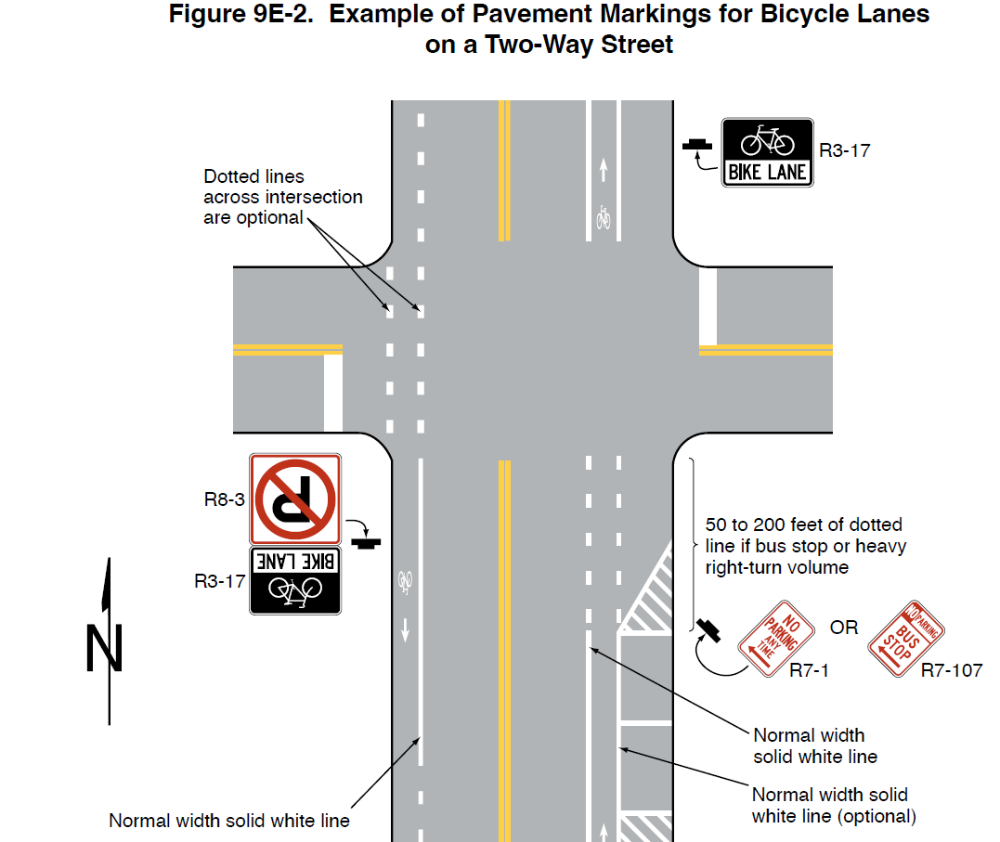 Figure 9E-2. Example of Pavement Markings for Bicycle Lanes
on a Two-Way Street
BIKE LANE
R3-17
Dotted lines
across intersection
are optional
R8-3
P
BIKE LANE
R3-17
50 to 200 feet of dotted
line if bus stop or heavy
right-turn volume
N
NO
PARKING
ANY
TIME
R7-1
OR
NO PARKING
BUS
STOP
R7-107
Normal width
solid white line
Normal width solid
white line (optional)
Normal width solid white line